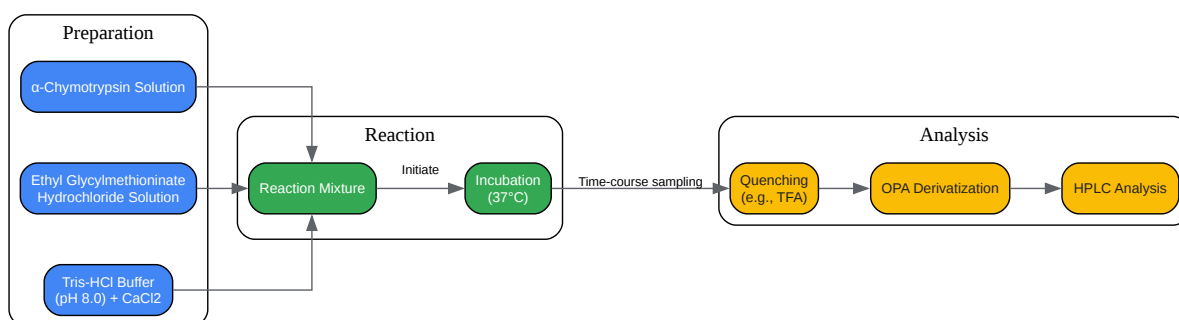 Preparation
α-Chymotrypsin Solution
Ethyl Glycylmethioninate
Hydrochloride Solution
Tris-HCl Buffer
(pH 8.0) + CaCl2
Reaction
Reaction Mixture
Initiate
Incubation
(37°C)
Time-course sampling
Analysis
Quenching
(e.g., TFA)
OPA Derivatization
HPLC Analysis